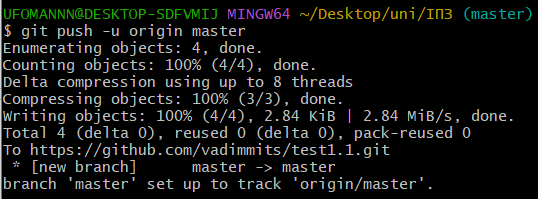 UFOMANNN@DESKTOP-SDFVMIJ MINGW64 ~/Desktop/uni/ІПЗ (master)
$ git push -u origin master
Enumerating objects: 4, done.
Counting objects: 100% (4/4), done.
Delta compression using up to 8 threads
Compressing objects: 100% (3/3), done.
Writing objects: 100% (4/4), 2.84 KiB | 2.84 MiB/s, done.
Total 4 (delta 0), reused 0 (delta 0), pack-reused 0
To https://github.com/vadimmits/test1.1.git
 * [new branch]      master -> master
branch 'master' set up to track 'origin/master'.